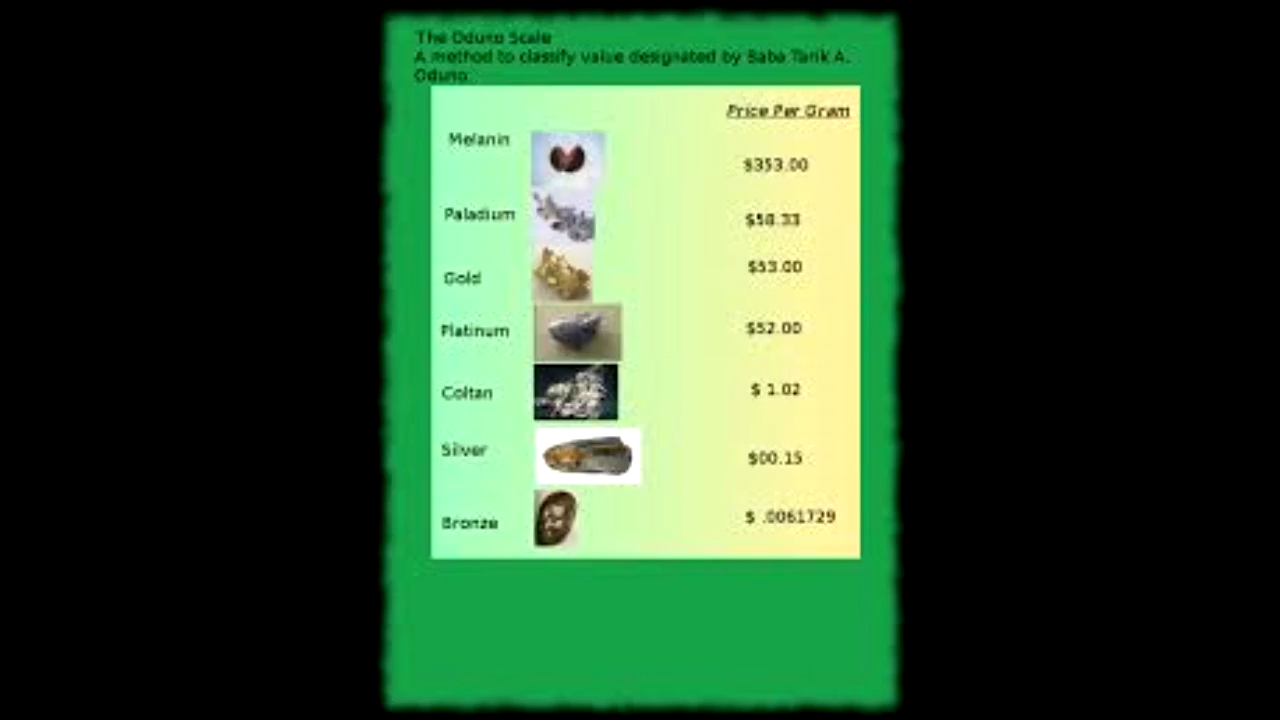 The Oduno Scale
A method to classify value designated by Baba Tarik A.
Oduno
Price Per Gram
Melanin
$353.00
Paladium
$58.33
Gold
$53.00
Platinum
$52.00
Coltan
$ 1.02
Silver
$00.15
Bronze
$ .0061729